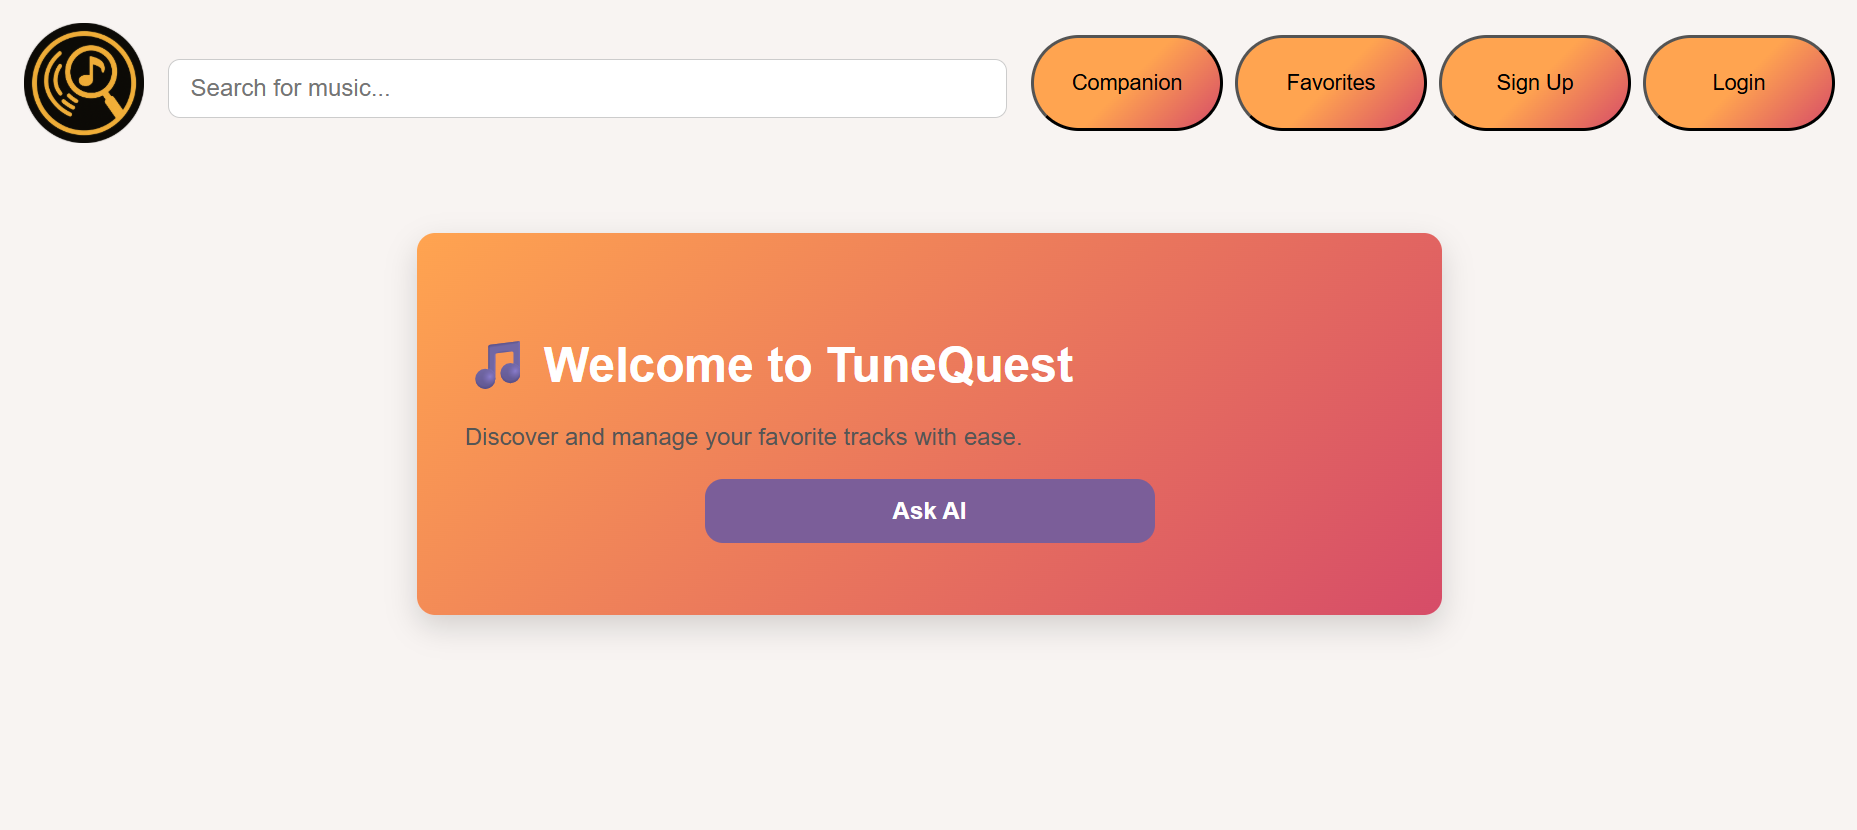 Search for music...
Companion
Favorites
Sign Up
Login
🎵 Welcome to TuneQuest
Discover and manage your favorite tracks with ease.
Ask AI